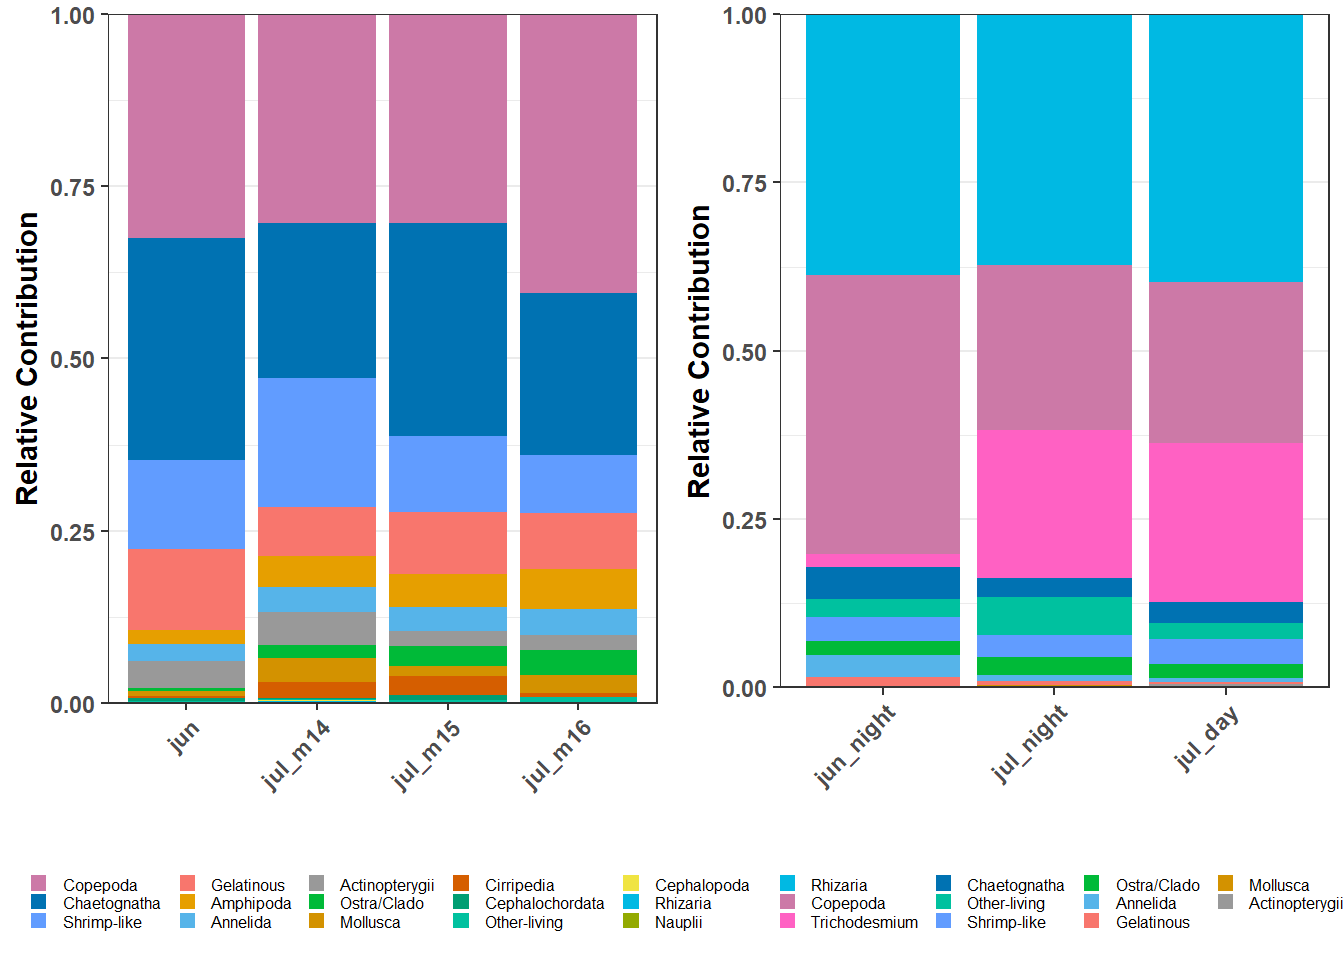 1.00
0.75
0.50
0.25
0.00
Relative Contribution
jun
jul_m14
jul_m15
jul_m16
1.00
0.75
0.50
0.25
0.00
Relative Contribution
jun_night
jul_night
jul_day
Copepoda Gelatinous Actinopterygii Cirripedia Cephalopoda
Chaetognatha Amphipoda Ostra/Clado Cephalochordata Rhizaria
Shrimp-like Annelida Mollusca Other-living Nauplii
Rhizaria Chaetognatha Ostra/Clado Mollusca
Copepoda Other-living Annelida Actinopterygii
Trichodesmium Shrimp-like Gelatinous